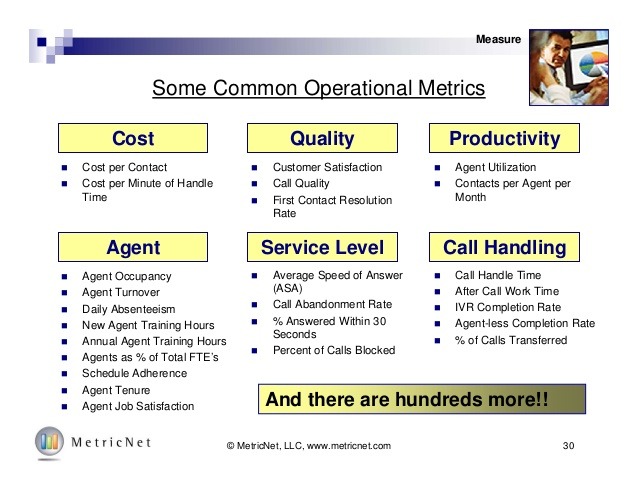 Measure
Some Common Operational Metrics
Cost
Cost per Contact
Cost per Minute of Handle
Time
Quality
Customer Satisfaction
Call Quality
First Contact Resolution
Rate
Productivity
Agent Utilization
Contacts per Agent per
Month
Agent
Agent Occupancy
Agent Turnover
Daily Absenteeism
New Agent Training Hours
Annual Agent Training Hours
Agents as % of Total FTE's
Schedule Adherence
Agent Tenure
Agent Job Satisfaction
Service Level
Average Speed of Answer
(ASA)
Call Abandonment Rate
% Answered Within 30
Seconds
Percent of Calls Blocked
Call Handling
Call Handle Time
After Call Work Time
IVR Completion Rate
Agent-less Completion Rate
% of Calls Transferred
And there are hundreds more!!
MetricNet
© MetricNet, LLC, www.metricnet.com
30